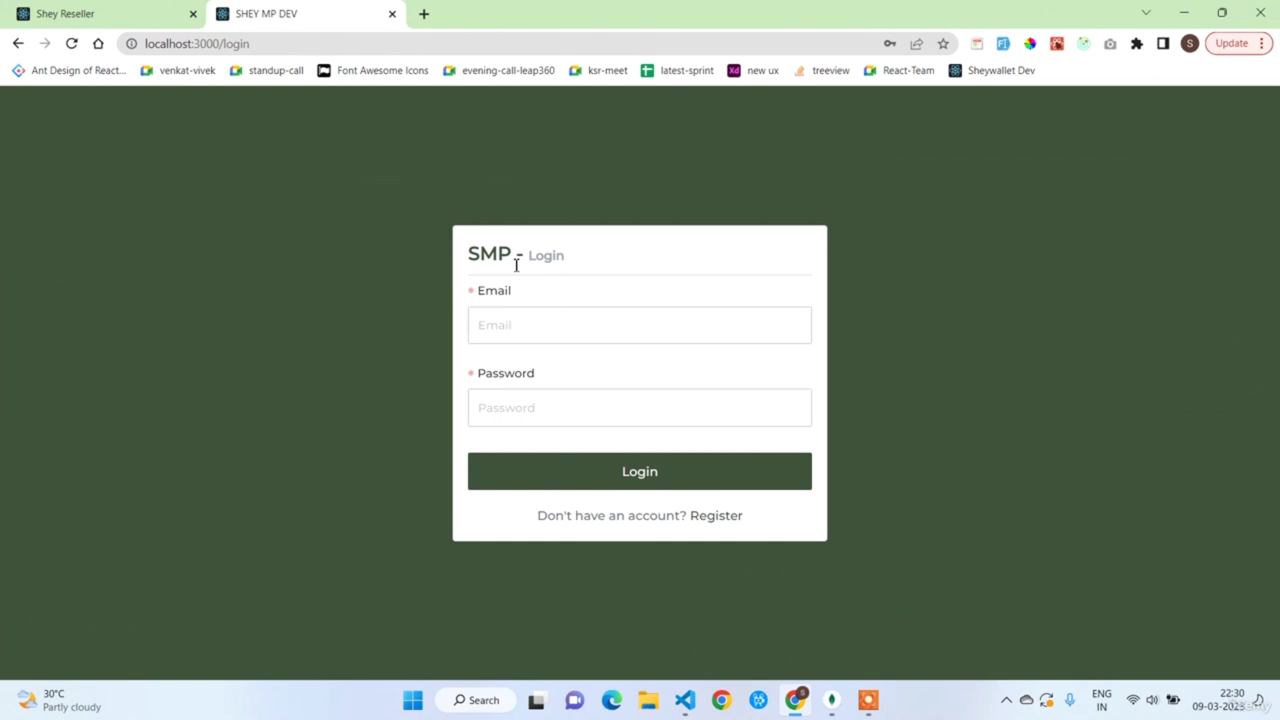 Shey Reseller
SHEY MP DEV
localhost:3000/login
Update
Ant Design of React...
venkat-vivek
standup-call
Font Awesome Icons
evening-call-leap360
ksr-meet
latest-sprint
Xd new ux
treeview
React-Team
Sheywallet Dev
SMP - Login
* Email
Email
* Password
Password
Login
Don't have an account? Register
30°C
Partly cloudy
Search
ENG
IN
22:30
09-03-2023